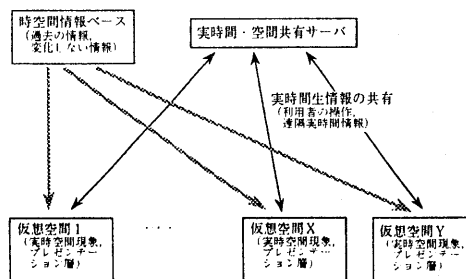 時空間情報ベース
(過去の情報,
変化しない情報)
実時間・空間共有サーバ
実時間生情報の共有
(利用者の操作,
遠隔実時間情報)
仮想空間1
(実時空間現象,
プレゼンテー
ション層)
. . .
仮想空間X
(実時空間現象,
プレゼンテー
ション層)
仮想空間Y
(実時空間現象,
プレゼンテー
ション層)